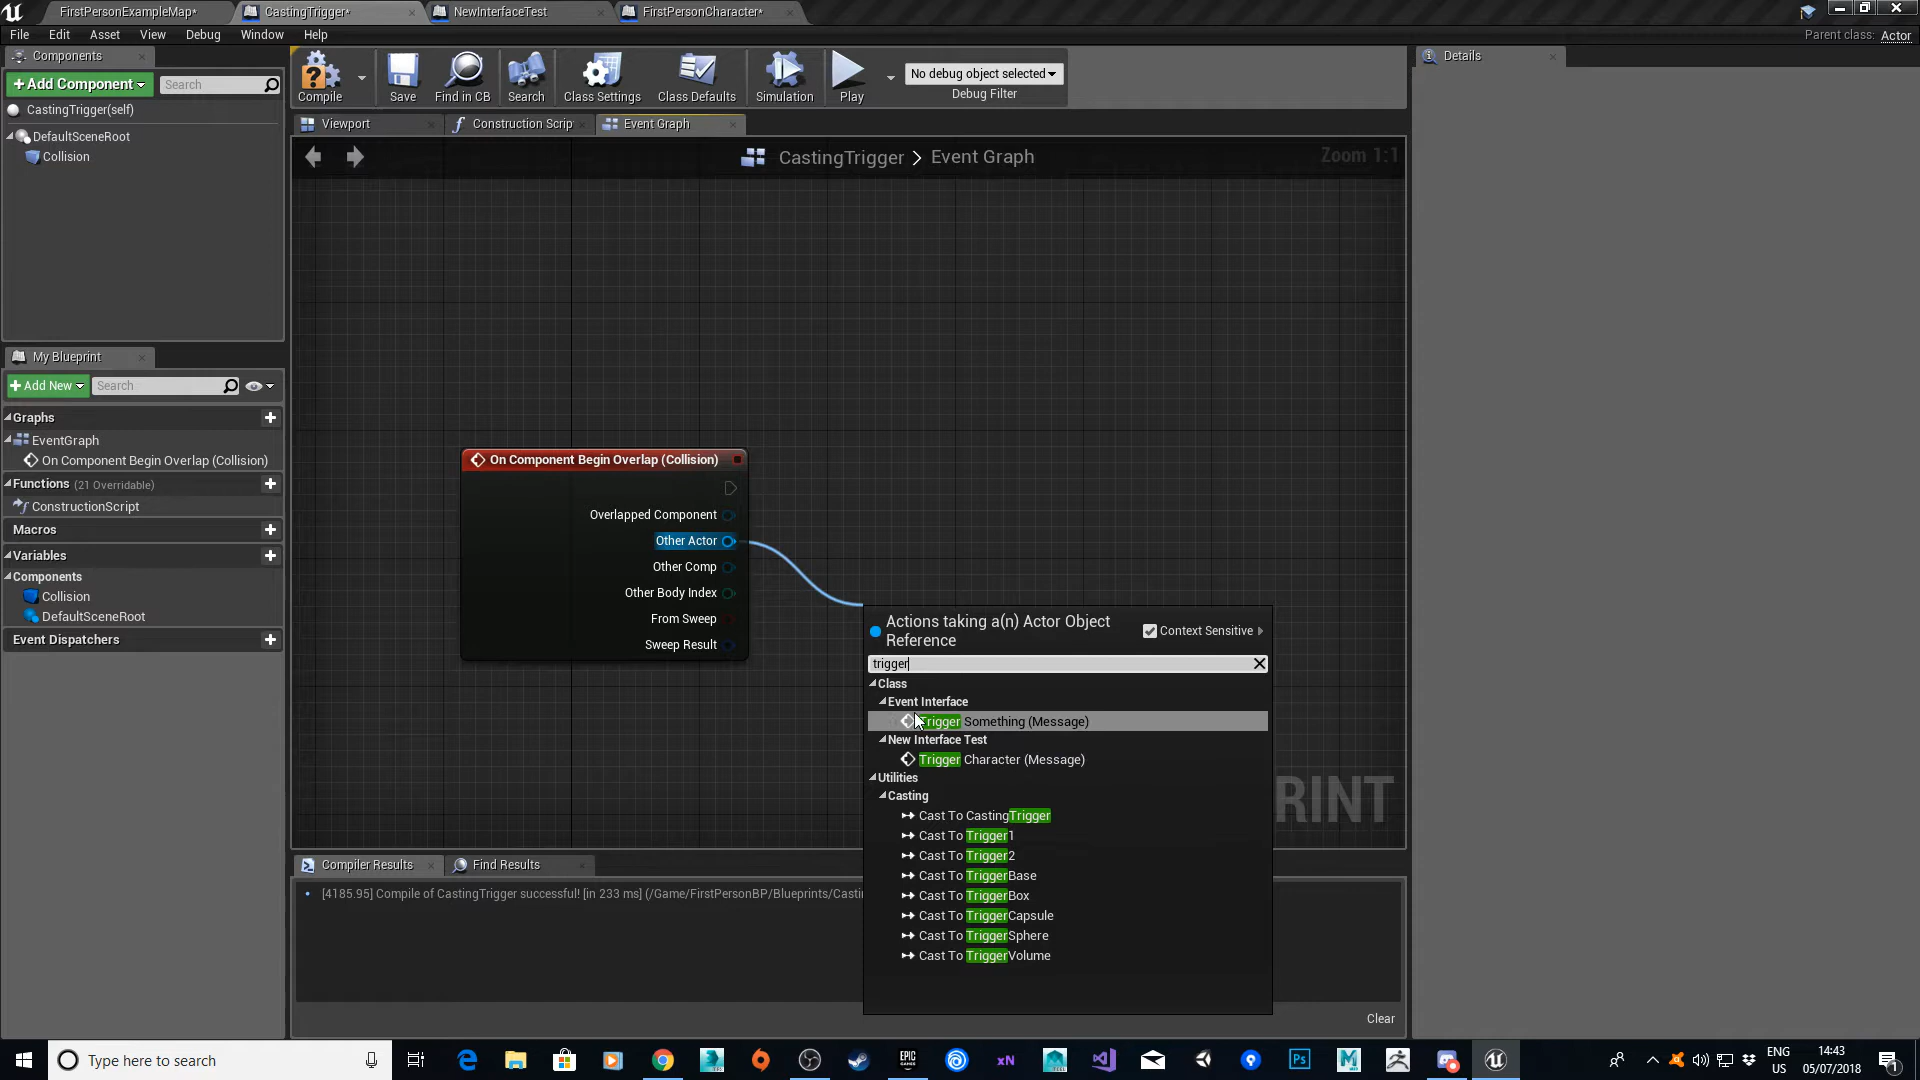 FirstPersonExampleMap*
CastingTrigger*
NewInterfaceTest
FirstPersonCharacter*
File Edit Asset View Debug Window Help
Parent class: Actor
Components
+Add Component
Search
CastingTrigger(self)
DefaultSceneRoot
Collision
Compile
Save
Find in CB
Search
Class Settings
Class Defaults
Simulation
Play
No debug object selected
Debug Filter
Details
Viewport
Construction Scrip
Event Graph
CastingTrigger > Event Graph
Zoom 1:1
My Blueprint
+Add New
Search
Graphs
EventGraph
On Component Begin Overlap (Collision)
Functions (21 Overridable)
ConstructionScript
Macros
Variables
Components
Collision
DefaultSceneRoot
Event Dispatchers
On Component Begin Overlap (Collision)
Overlapped Component
Other Actor
Other Comp
Other Body Index
From Sweep
Sweep Result
Actions taking a(n) Actor Object
Reference
Context Sensitive
trigger
Class
Event Interface
Trigger Something (Message)
New Interface Test
Trigger Character (Message)
Utilities
Casting
Cast To CastingTrigger
Cast To Trigger1
Cast To Trigger2
Cast To TriggerBase
Cast To TriggerBox
Cast To TriggerCapsule
Cast To TriggerSphere
Cast To TriggerVolume
RINT
Compiler Results
Find Results
[4185.95] Compile of CastingTrigger successful! [in 233 ms] (/Game/FirstPersonBP/Blueprints/Casti
Clear
Type here to search
EPIC
GAMES
xN
Ps
M
ENG
US
14:43
05/07/2018
1